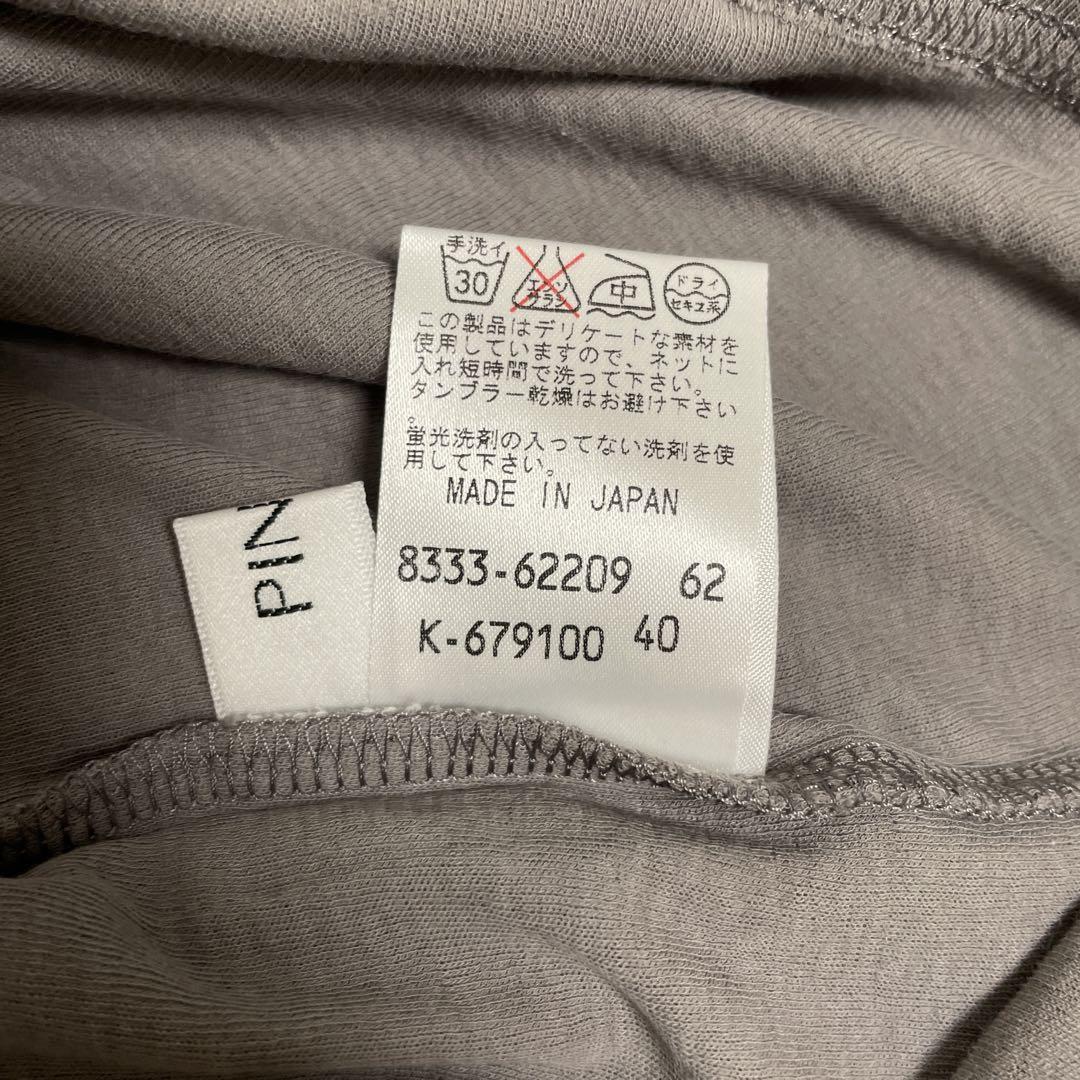 手洗イ
30
エンソ
サラシ
中
ドライ
セキユ系
この製品はデリケートな素材を
使用していますので、ネットに
入れ短時間で洗って下さい。
タンブラー乾燥はお避け下さい
。
蛍光洗剤の入ってない洗剤を使
用して下さい。
MADE IN JAPAN
8333-62209 62
K-679100 40
PIN